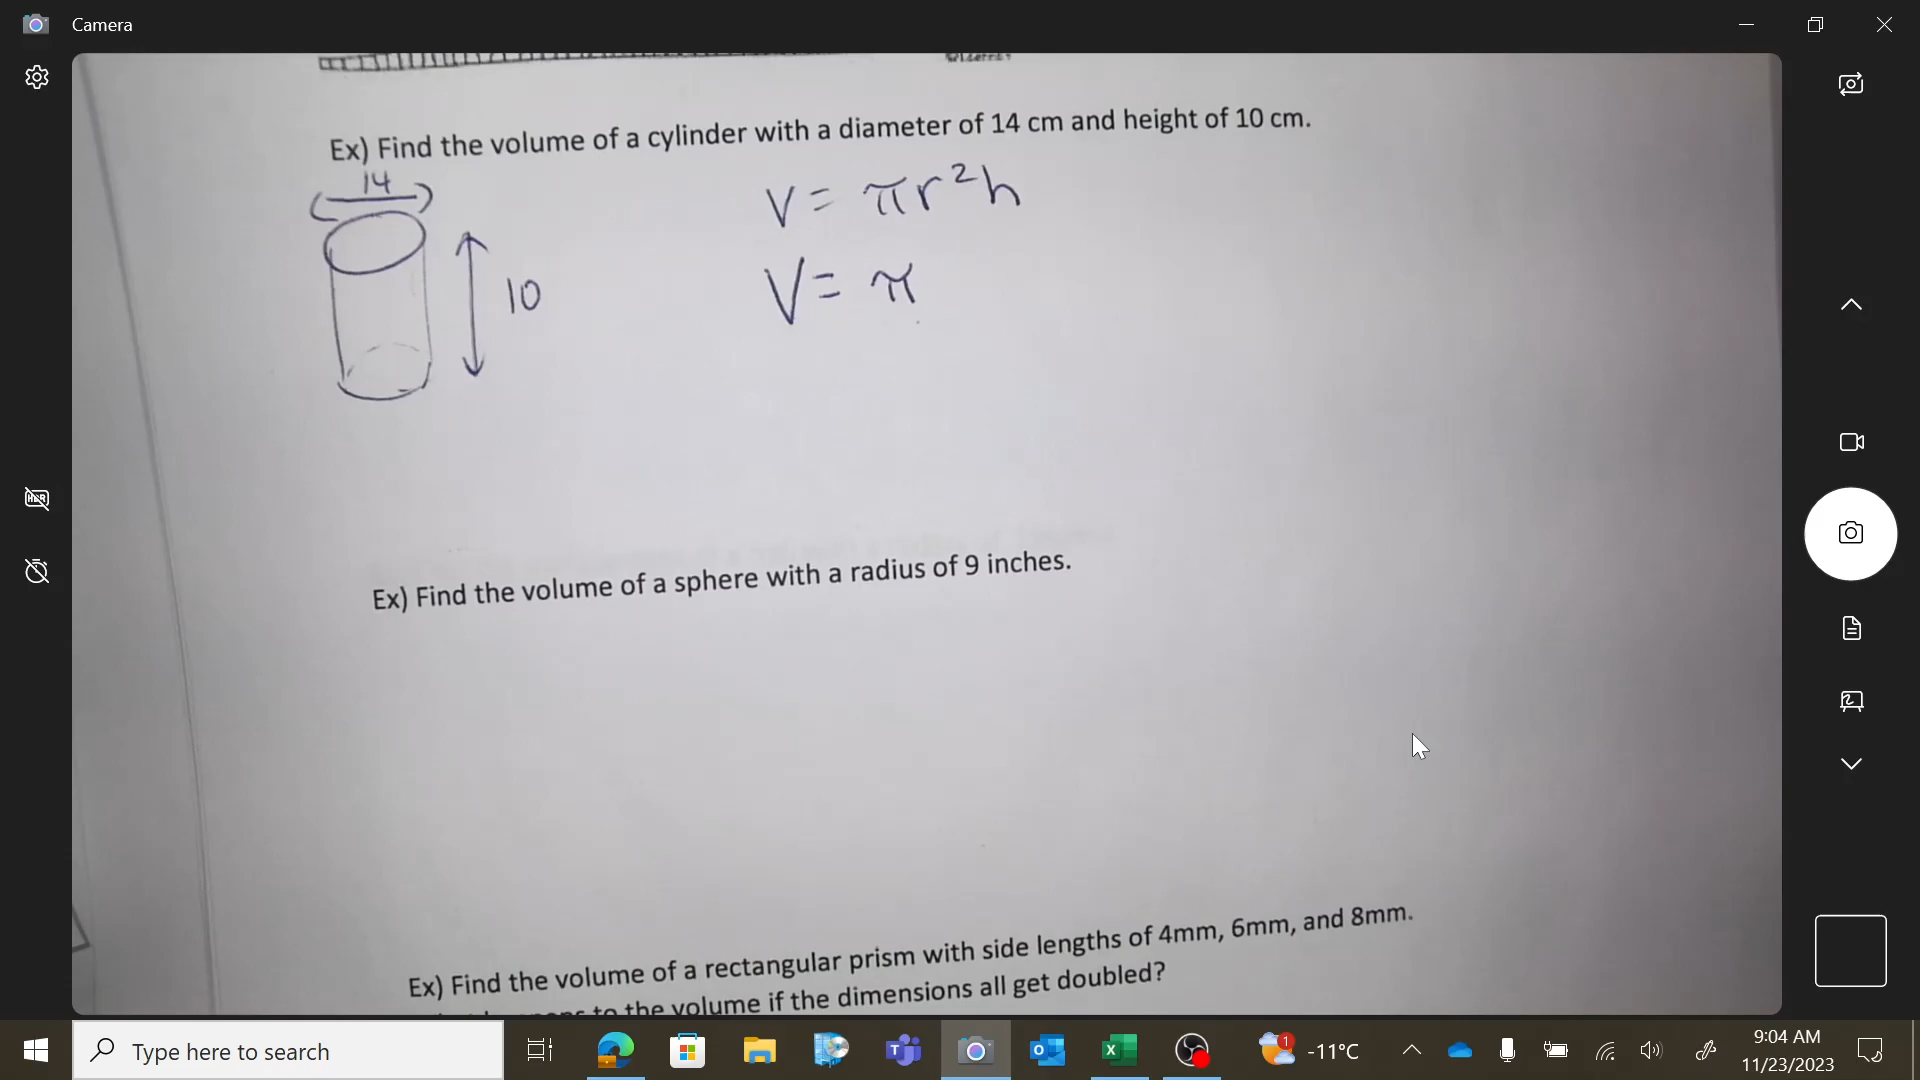 Camera
Ex) Find the volume of a cylinder with a diameter of 14 cm and height of 10 cm.
14
V = πr²h
10
V = π
Ex) Find the volume of a sphere with a radius of 9 inches.
Ex) Find the volume of a rectangular prism with side lengths of 4mm, 6mm, and 8mm.
to the volume if the dimensions all get doubled?
Type here to search
1
-11°C
9:04 AM
11/23/2023